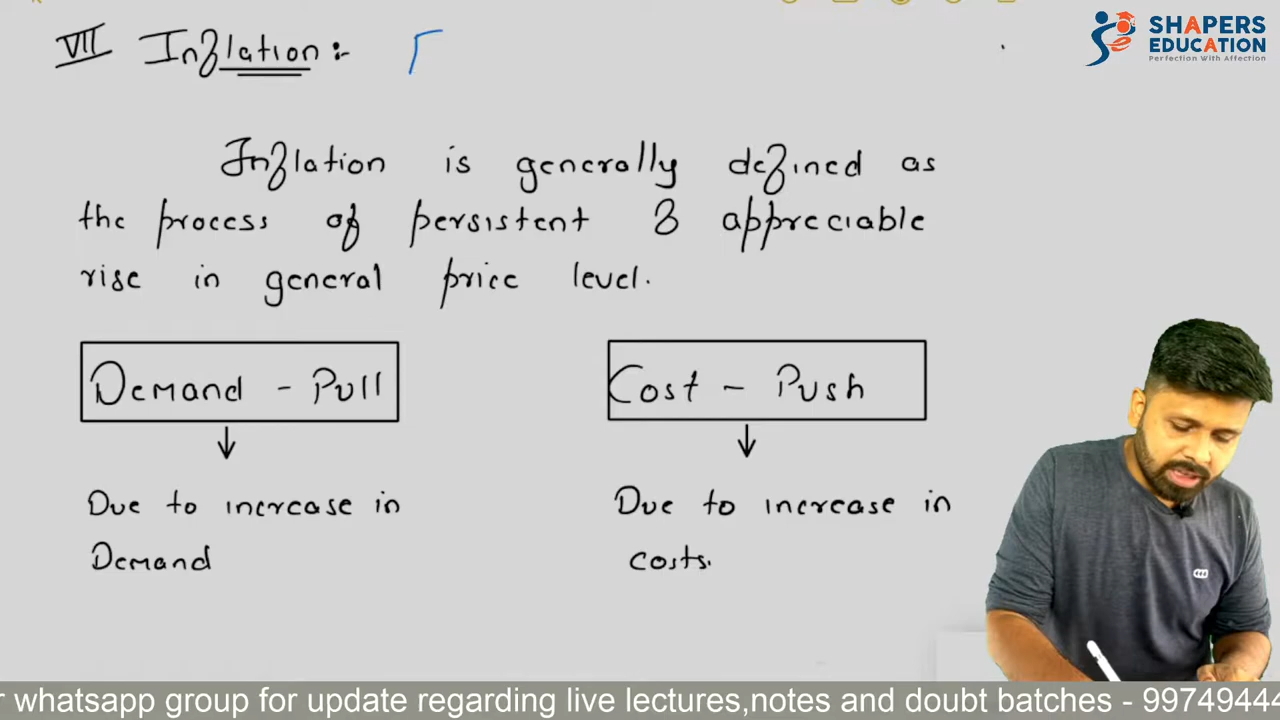 SHAPERS
EDUCATION
Perfection With Affection
VII Inflation :-
Inflation is generally defined as
the process of persistent & appreciable
rise in general price level.
Demand - Pull
Cost - Push
Due to increase in
Demand
Due to increase in
costs.
r whatsapp group for update regarding live lectures,notes and doubt batches - 997494444